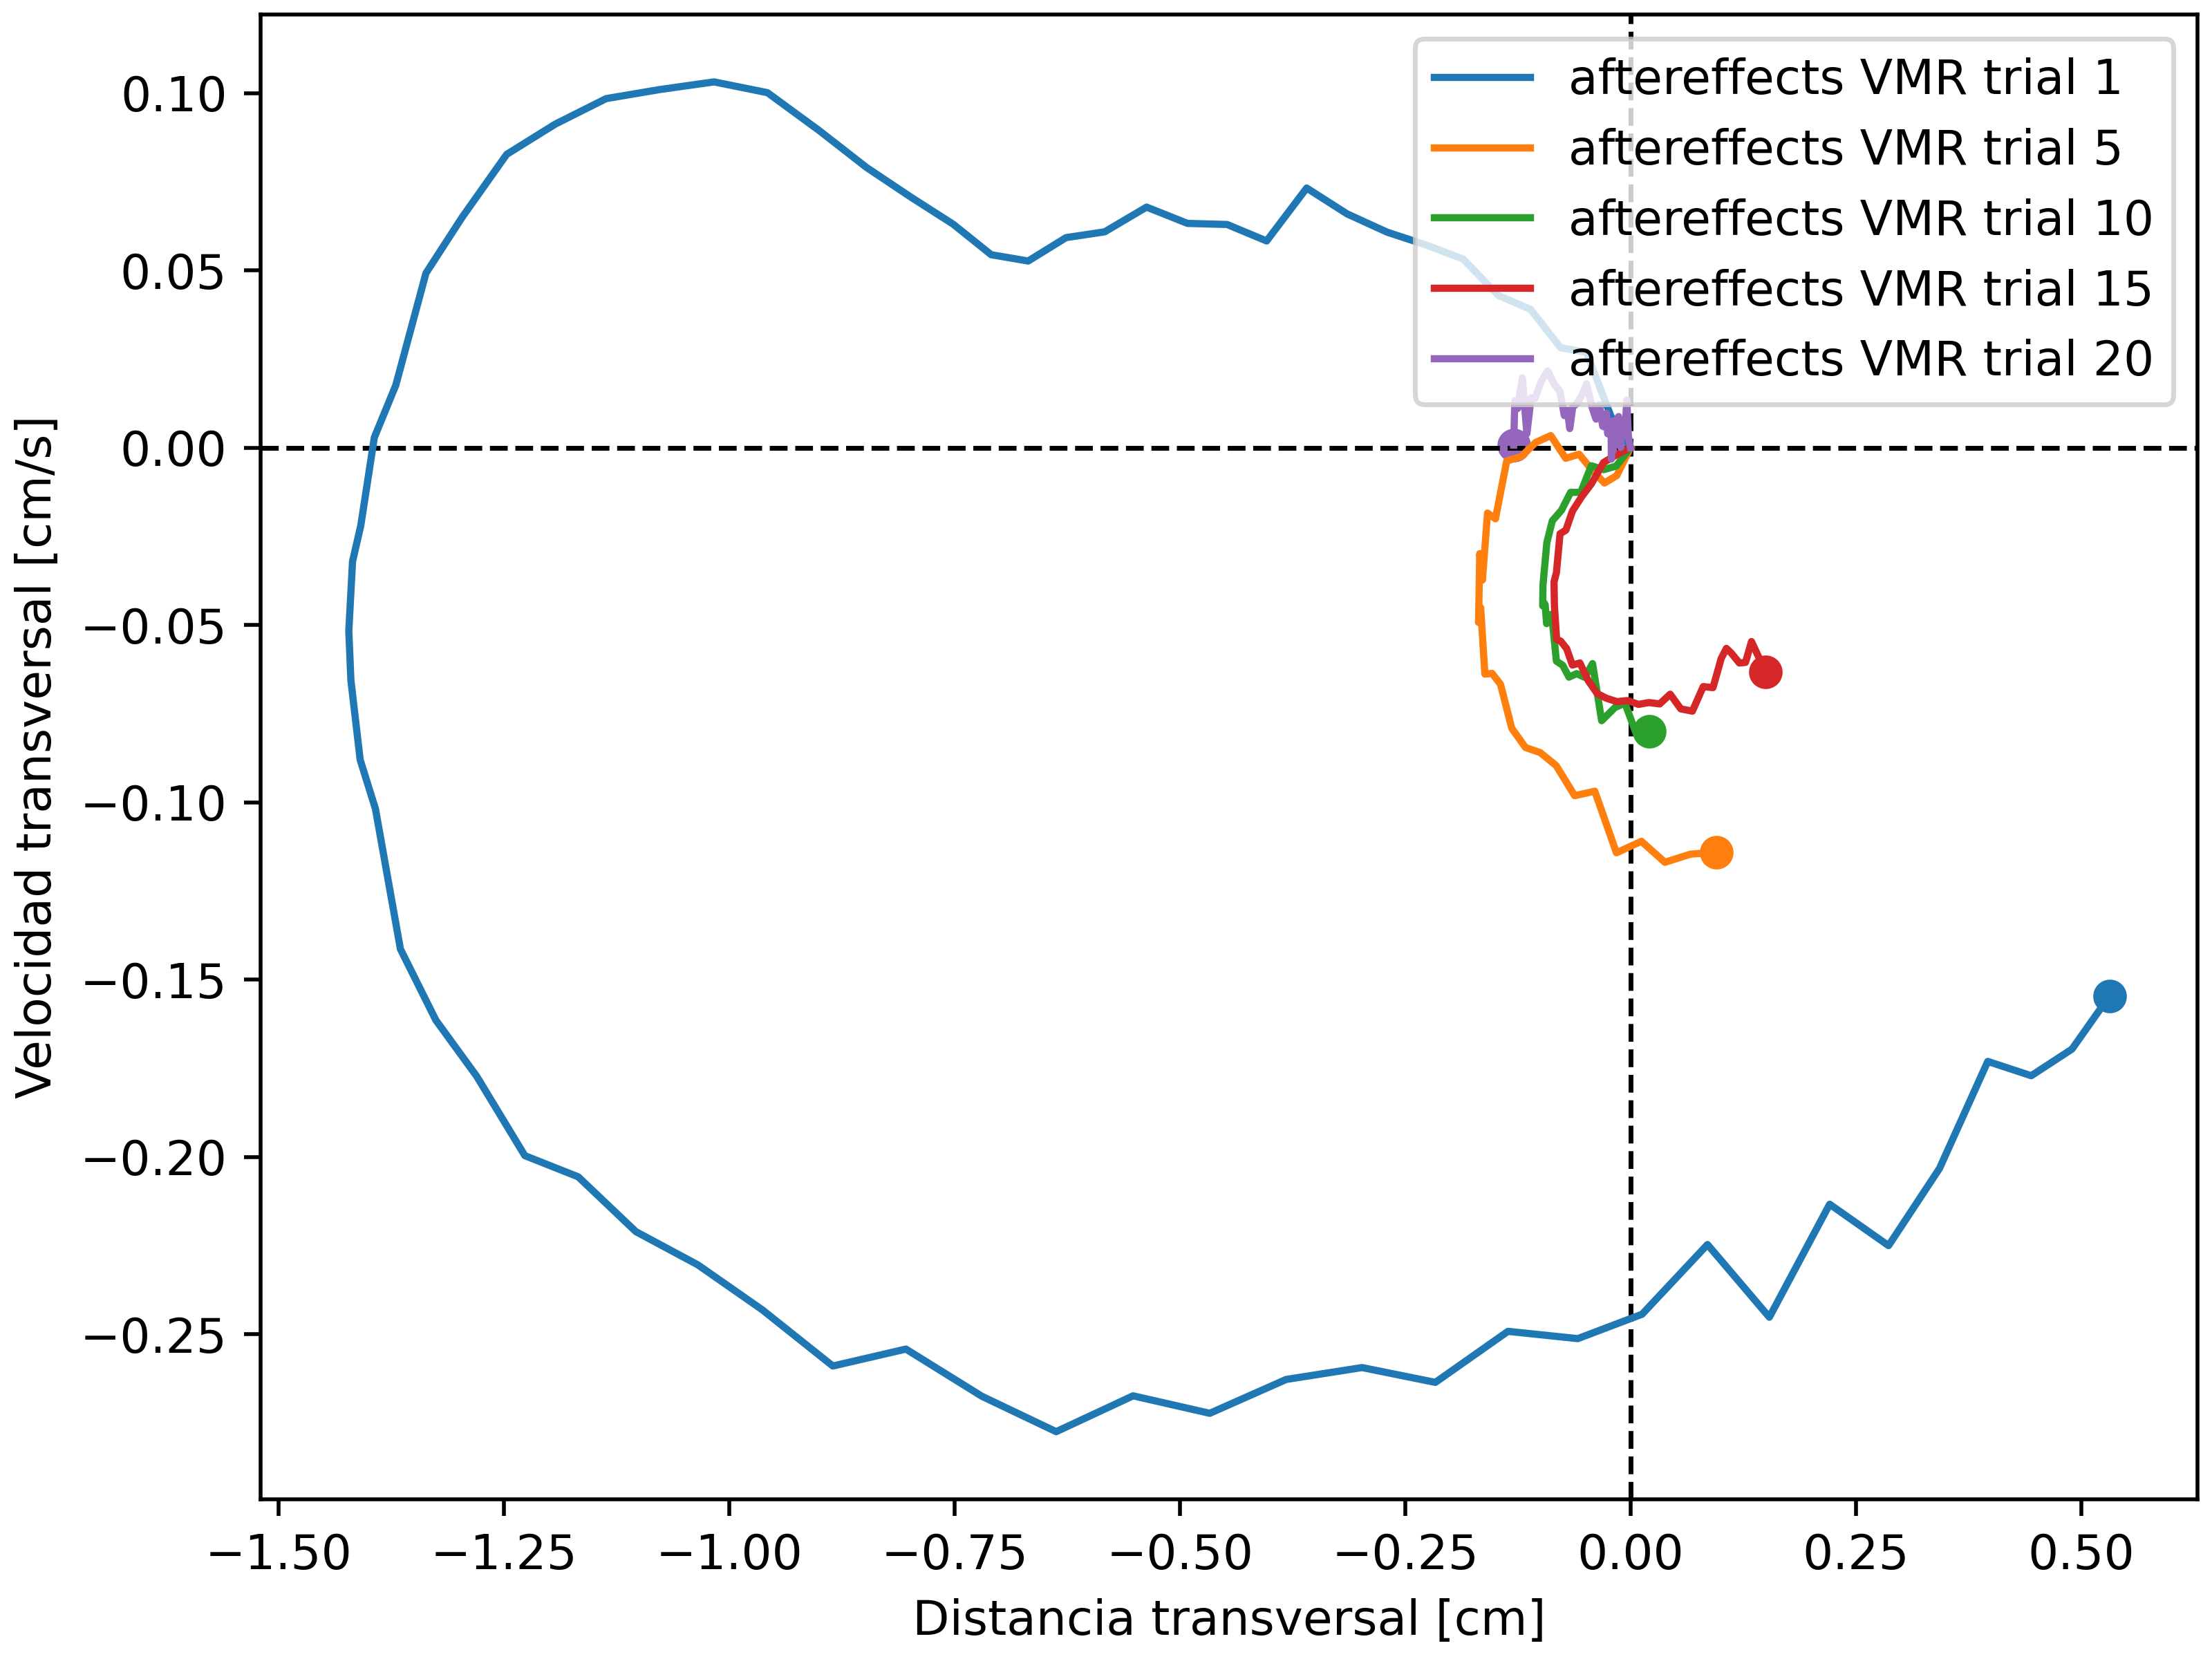 aftereffects VMR trial 1
aftereffects VMR trial 5
aftereffects VMR trial 10
aftereffects VMR trial 15
aftereffects VMR trial 20
0.10
0.05
0.00
−0.05
−0.10
−0.15
−0.20
−0.25
Velocidad transversal [cm/s]
−1.50 −1.25 −1.00 −0.75 −0.50 −0.25 0.00 0.25 0.50
Distancia transversal [cm]